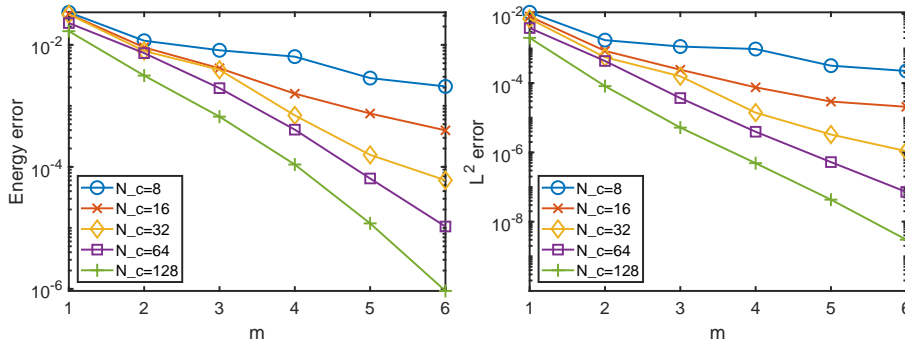 Energy error
10^-2
10^-4
10^-6
N_c=8
N_c=16
N_c=32
N_c=64
N_c=128
1 2 3 4 5 6
m
L^2 error
10^-2
10^-4
10^-6
10^-8
N_c=8
N_c=16
N_c=32
N_c=64
N_c=128
1 2 3 4 5 6
m